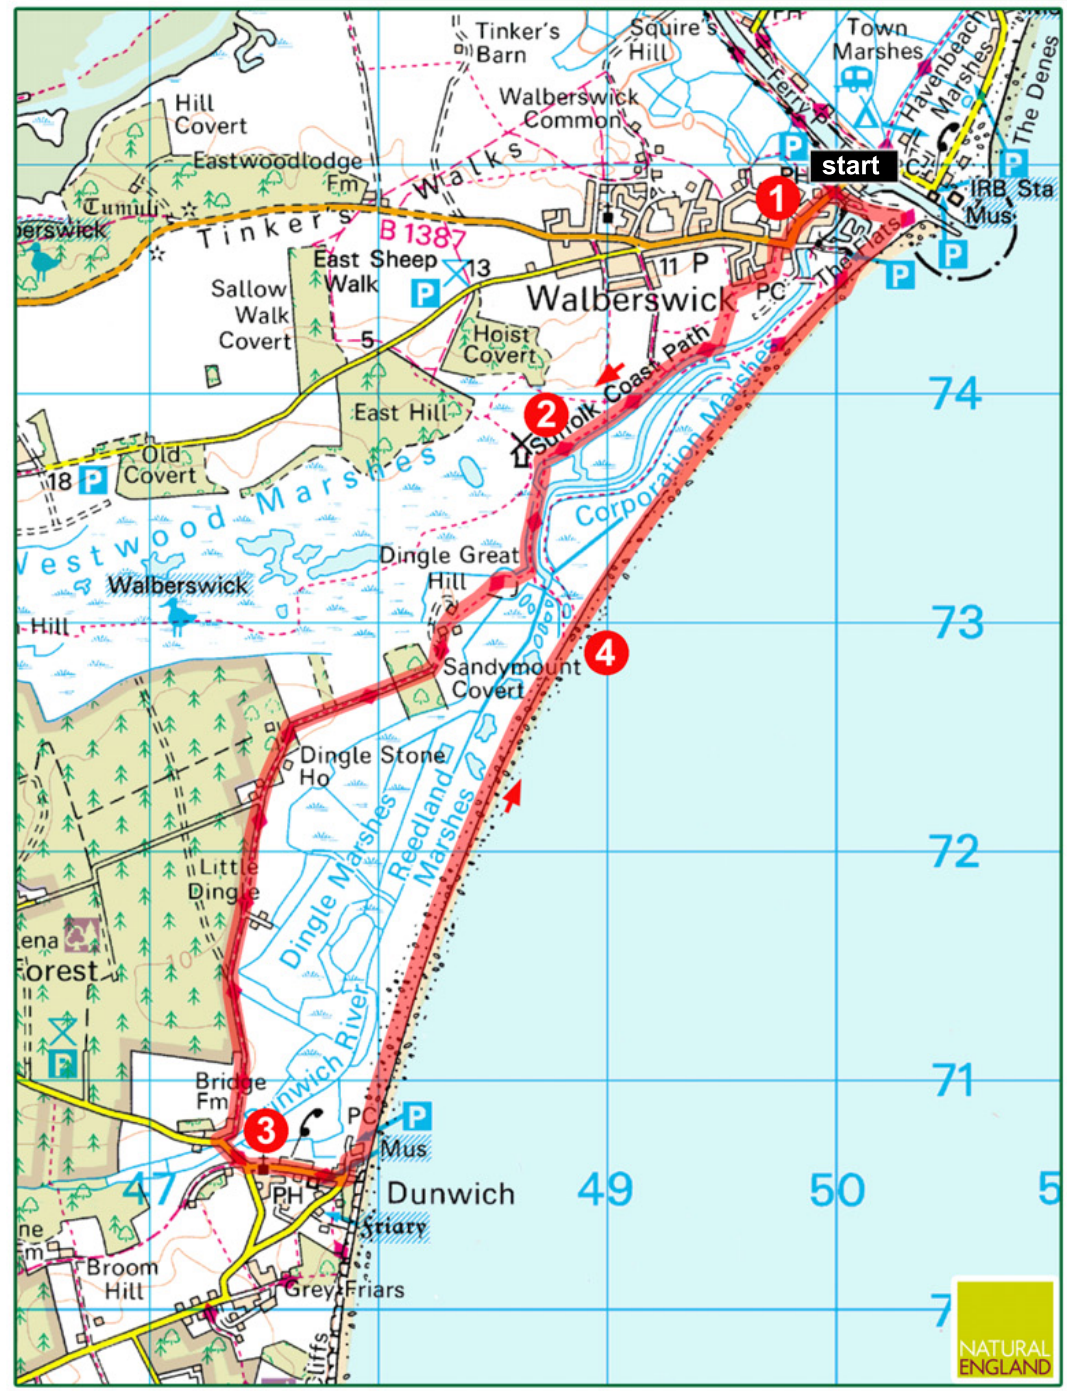 Tinker's
Barn
Squire's
Hill
Town
Marshes
Havenbeach
Marshes
The Denes
Hill
Covert
Walberswick
Common
Ferry
P
start
P
IRB Sta
Mus
Eastwoodlodge
Fm
Tumuli
Tinker's Walks
B 1387
1
The Flats
P
P
East Sheep
Walk
P
13
11
P
PC
Walberswick
Sallow
Walk
Covert
5
Hoist
Covert
Suffolk Coast Path
2
74
East Hill
Old
Covert
18
P
Westwood Marshes
Corporation Marshes
Dingle Great
Hill
Walberswick
Hill
73
4
Sandymount
Covert
Dingle Stone
Ho
Dingle Marshes
Reedland
Marshes
72
Little
Dingle
Forest
10
P
Dunwich River
71
Bridge
Fm
3
PC
P
Mus
47
49
50
5
PH
Dunwich
Friary
Broom
Hill
Grey Friars
7
NATURAL
ENGLAND